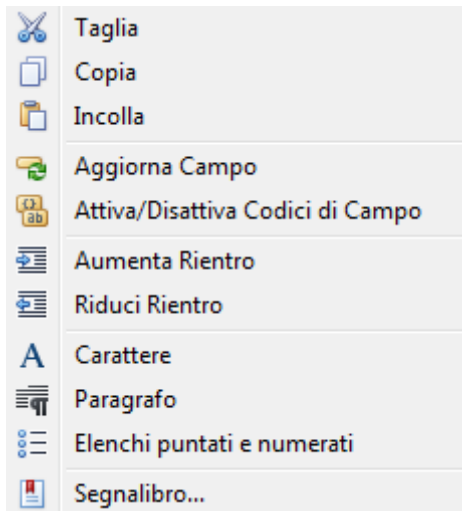 Taglia
Copia
Incolla
Aggiorna Campo
Attiva/Disattiva Codici di Campo
Aumenta Rientro
Riduci Rientro
Carattere
Paragrafo
Elenchi puntati e numerati
Segnalibro...